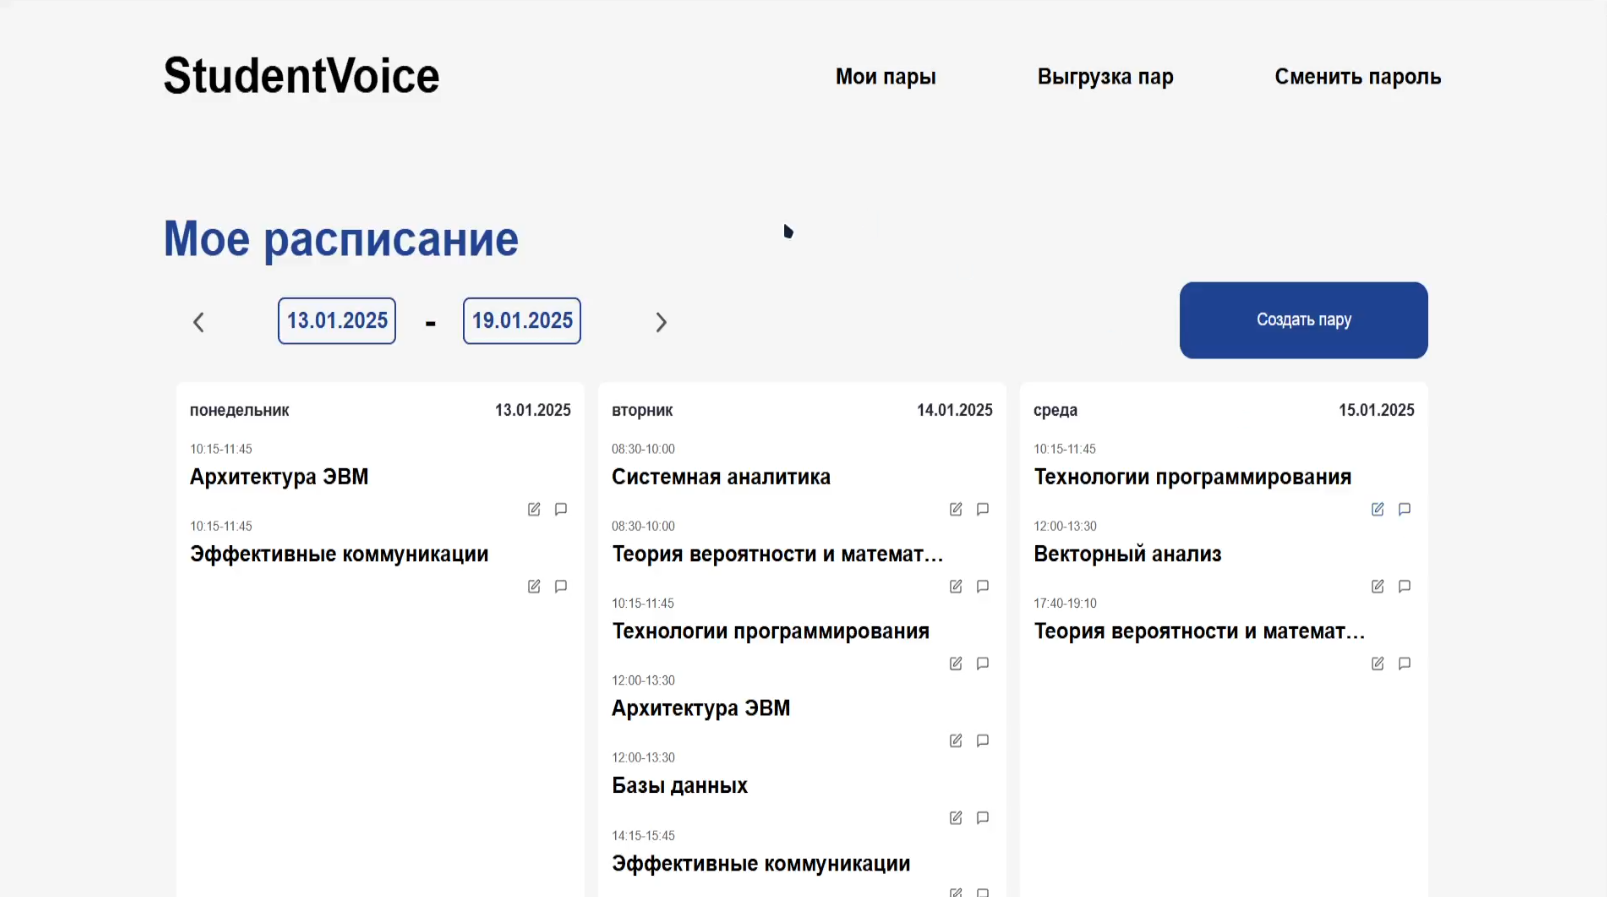 StudentVoice
Мои пары
Выгрузка пар
Сменить пароль
Мое расписание
13.01.2025 - 19.01.2025
Создать пару
понедельник 13.01.2025
10:15-11:45
Архитектура ЭВМ
10:15-11:45
Эффективные коммуникации
вторник 14.01.2025
08:30-10:00
Системная аналитика
08:30-10:00
Теория вероятности и математ...
10:15-11:45
Технологии программирования
12:00-13:30
Архитектура ЭВМ
12:00-13:30
Базы данных
14:15-15:45
Эффективные коммуникации
среда 15.01.2025
10:15-11:45
Технологии программирования
12:00-13:30
Векторный анализ
17:40-19:10
Теория вероятности и математ...